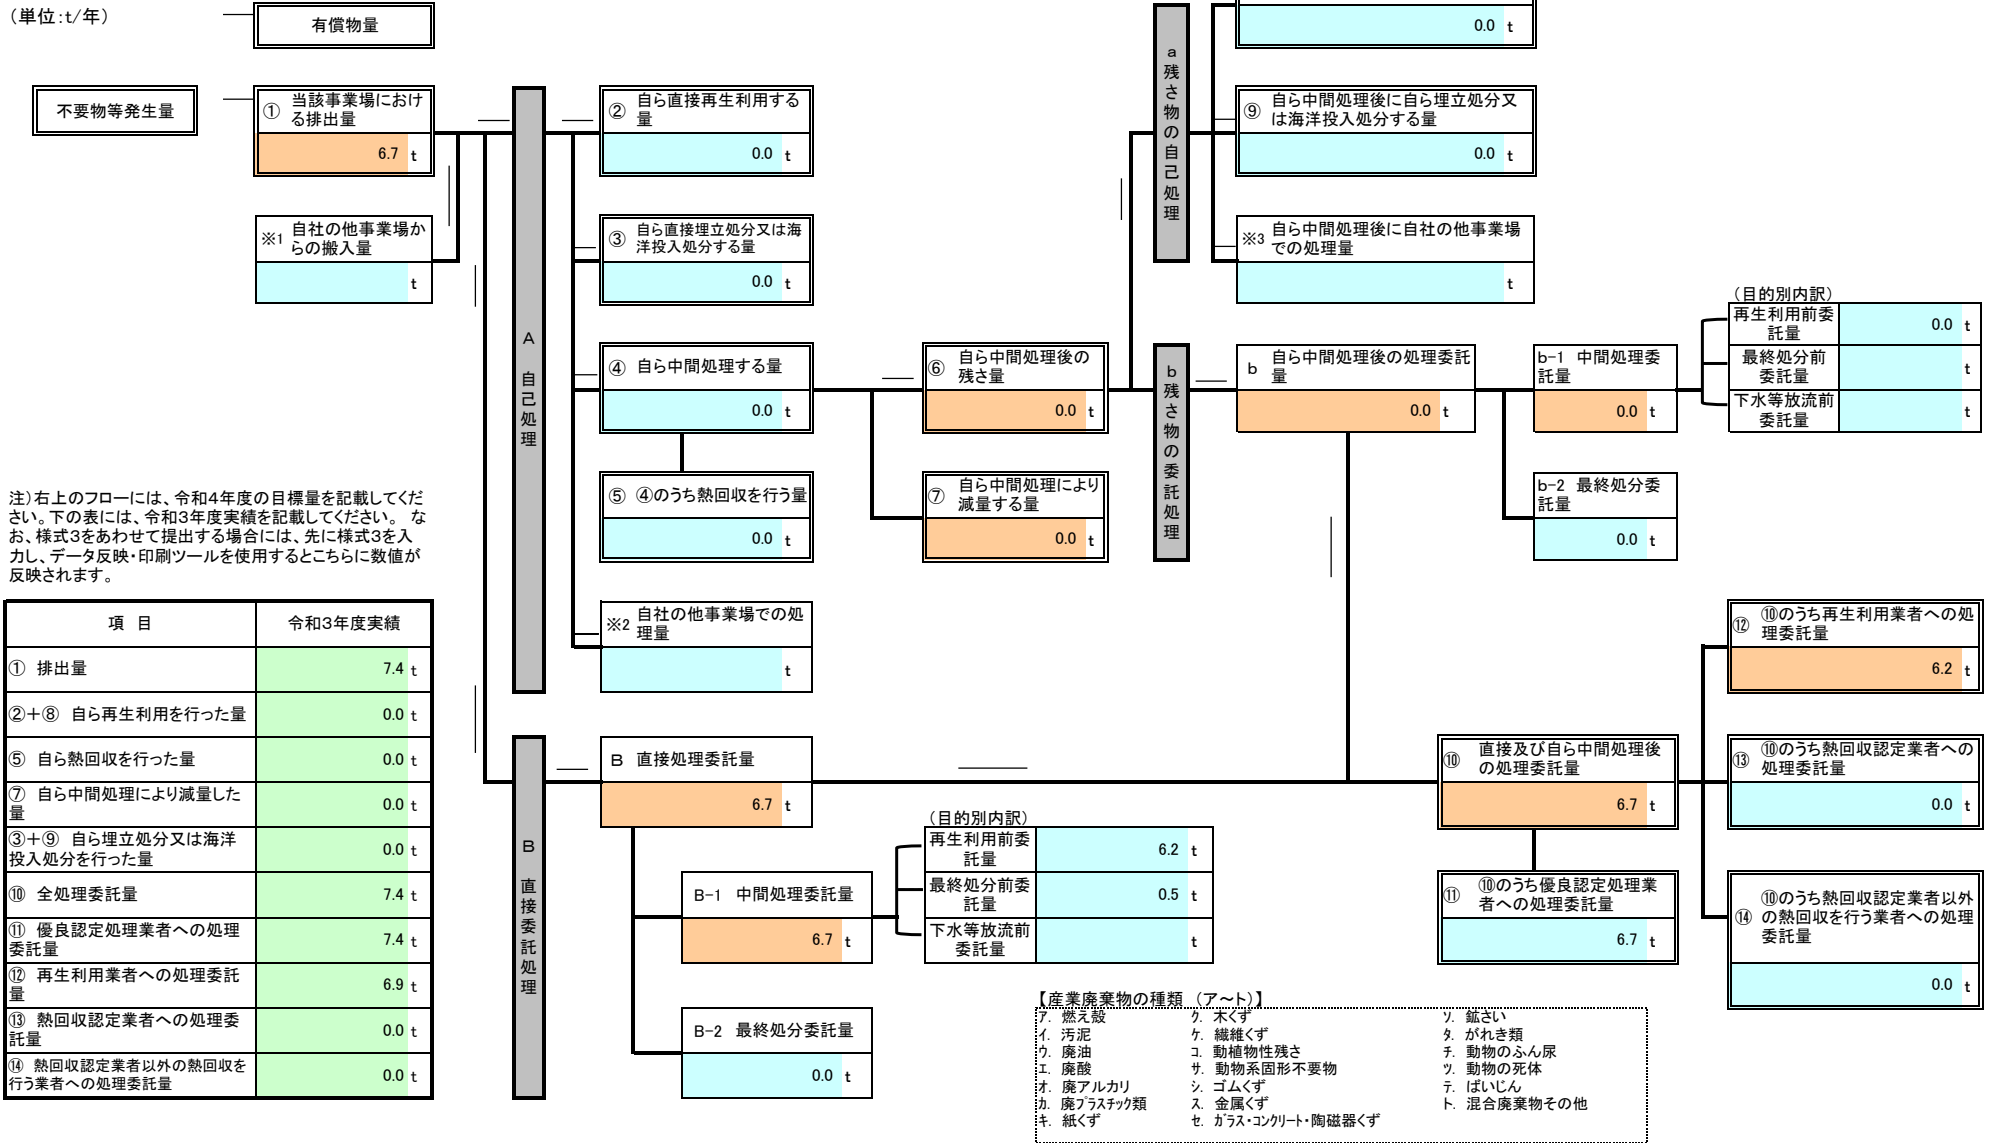 （単位:t/年）
有償物量
0.0 t
不要物等発生量
① 当該事業場におけ
る排出量
6.7 t
※1 自社の他事業場か
らの搬入量
t
A 自己処理
② 自ら直接再生利用する
量
0.0 t
③ 自ら直接埋立処分又は海
洋投入処分する量
0.0 t
④ 自ら中間処理する量
0.0 t
⑤ ④のうち熱回収を行う量
0.0 t
※2 自社の他事業場での処
理量
t
⑥ 自ら中間処理後の
残さ量
0.0 t
⑦ 自ら中間処理により
減量する量
0.0 t
a 残さ物の自己処理
⑨ 自ら中間処理後に自ら埋立処分又
は海洋投入処分する量
0.0 t
※3 自ら中間処理後に自社の他事業場
での処理量
t
b 残さ物の委託処理
b 自ら中間処理後の処理委託
量
0.0 t
b-1 中間処理委
託量
0.0 t
b-2 最終処分委
託量
0.0 t
（目的別内訳）
再生利用前委
託量
0.0 t
最終処分前
委託量
t
下水等放流前
委託量
t
注）右上のフローには、令和４年度の目標量を記載してくだ
さい。下の表には、令和３年度実績を記載してください。 な
お、様式３をあわせて提出する場合には、先に様式３を入
力し、データ反映・印刷ツールを使用するとこちらに数値が
反映されます。
項 目 令和３年度実績
① 排出量 7.4 t
②＋⑧ 自ら再生利用を行った量 0.0 t
⑤ 自ら熱回収を行った量 0.0 t
⑦ 自ら中間処理により減量した
量 0.0 t
③＋⑨ 自ら埋立処分又は海洋
投入処分を行った量 0.0 t
⑩ 全処理委託量 7.4 t
⑪ 優良認定処理業者への処理
委託量 7.4 t
⑫ 再生利用業者への処理委託
量 6.9 t
⑬ 熱回収認定業者への処理委
託量 0.0 t
⑭ 熱回収認定業者以外の熱回収を
行う業者への処理委託量 0.0 t
B 直接委託処理
B 直接処理委託量
6.7 t
B-1 中間処理委託量
6.7 t
B-2 最終処分委託量
0.0 t
（目的別内訳）
再生利用前委
託量
6.2 t
最終処分前委
託量
0.5 t
下水等放流前
委託量
t
⑩ 直接及び自ら中間処理後
の処理委託量
6.7 t
⑪ ⑩のうち優良認定処理業
者への処理委託量
6.7 t
⑫ ⑩のうち再生利用業者への処
理委託量
6.2 t
⑬ ⑩のうち熱回収認定業者への
処理委託量
0.0 t
⑭ ⑩のうち熱回収認定業者以外
の熱回収を行う業者への処理
委託量
0.0 t
【産業廃棄物の種類 （ア～ト）】
ｱ. 燃え殻 ｸ. 木くず ｿ. 鉱さい
ｲ. 汚泥 ｹ. 繊維くず ﾀ. がれき類
ｳ. 廃油 ｺ. 動植物性残さ ﾁ. 動物のふん尿
ｴ. 廃酸 ｻ. 動物系固形不要物 ﾂ. 動物の死体
ｵ. 廃アルカリ ｼ. ゴムくず ﾃ. ばいじん
ｶ. 廃ﾌﾟﾗｽﾁｯｸ類 ｽ. 金属くず ﾄ. 混合廃棄物その他
ｷ. 紙くず ｾ. ｶﾞﾗｽ・ｺﾝｸﾘｰﾄ・陶磁器くず